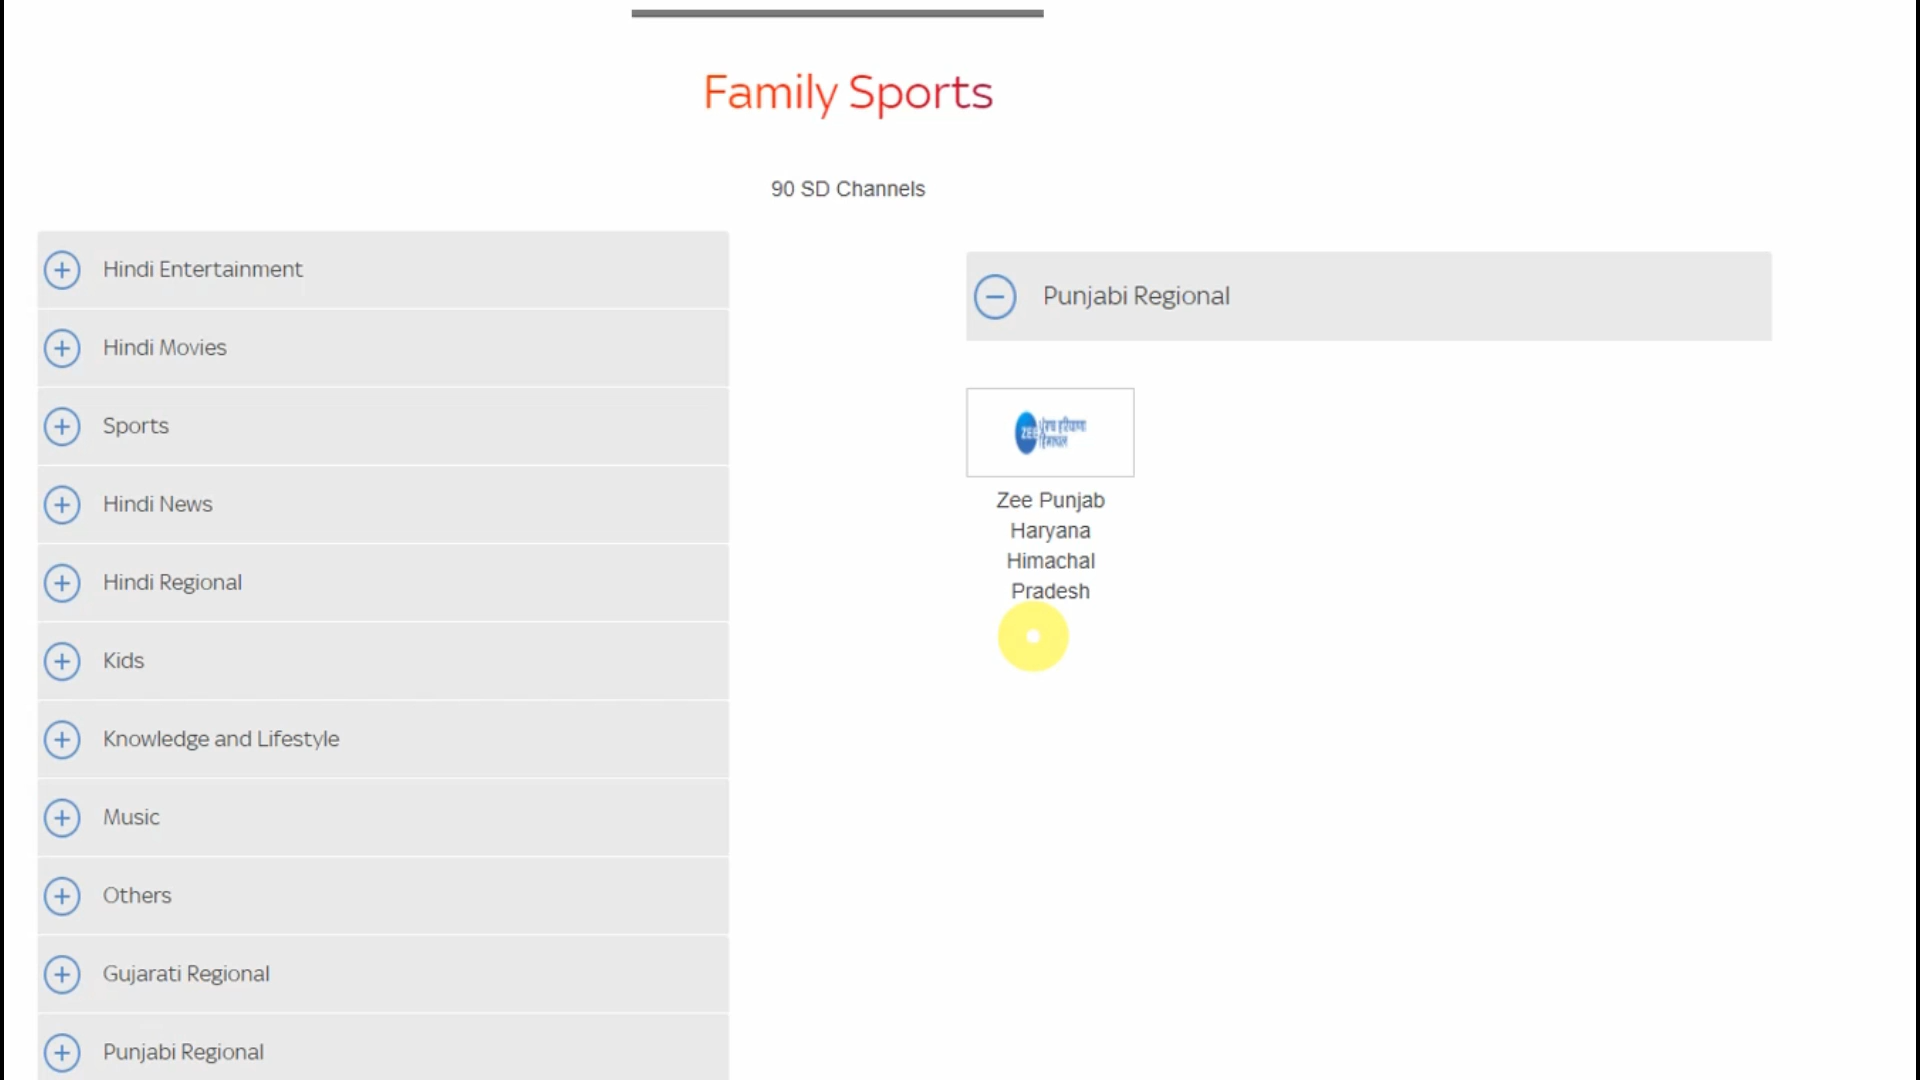 Family Sports
90 SD Channels
Hindi Entertainment
Hindi Movies
Sports
Hindi News
Hindi Regional
Kids
Knowledge and Lifestyle
Music
Others
Gujarati Regional
Punjabi Regional
Punjabi Regional
ZEE
Zee Punjab
Haryana
Himachal
Pradesh